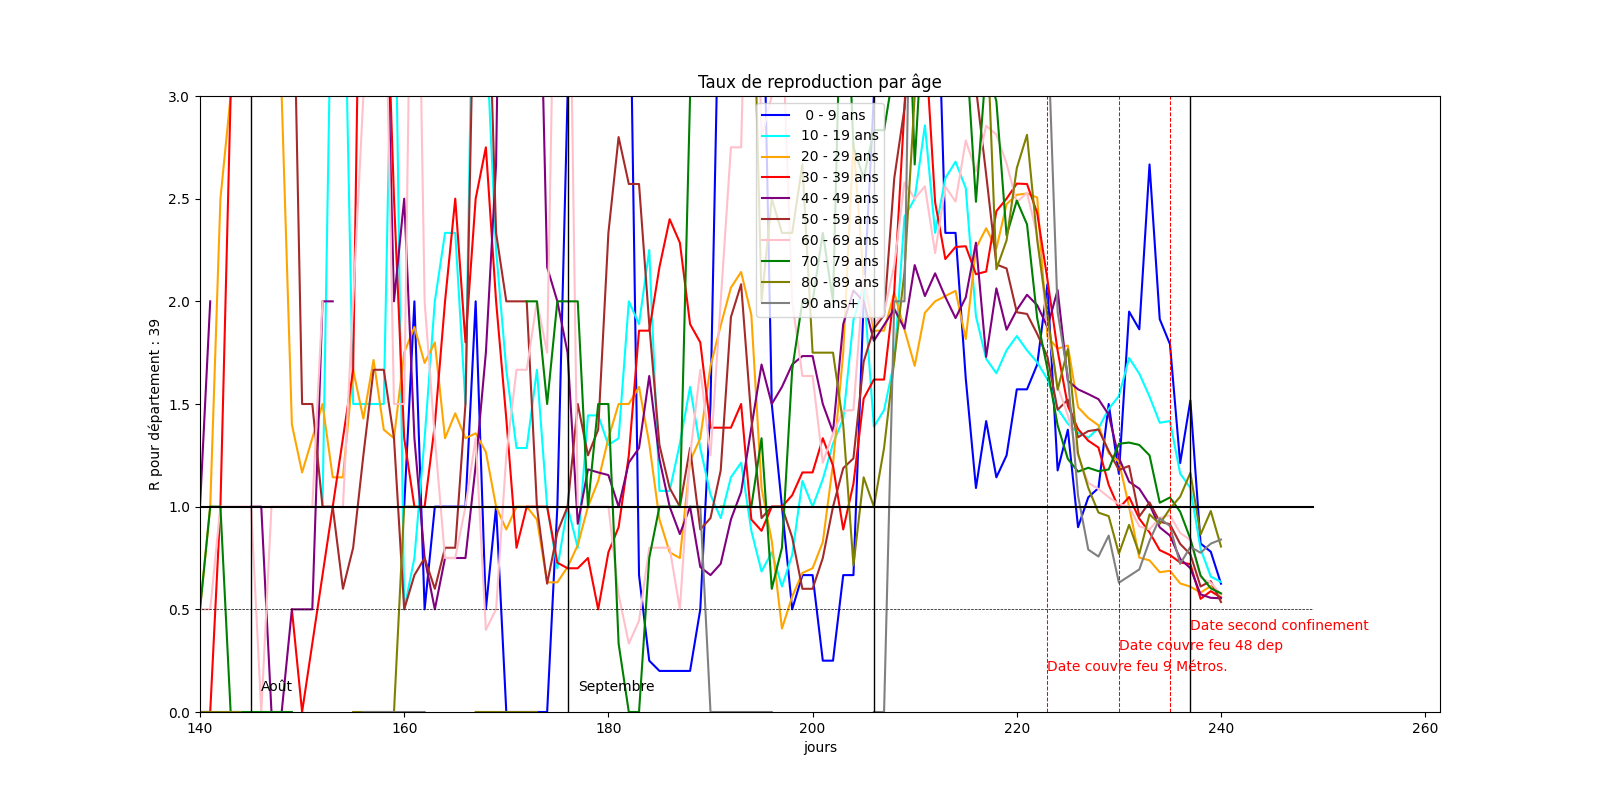 Taux de reproduction par âge
R pour département : 39
3.0
2.5
2.0
1.5
1.0
0.5
0.0
0 - 9 ans
10 - 19 ans
20 - 29 ans
30 - 39 ans
40 - 49 ans
50 - 59 ans
60 - 69 ans
70 - 79 ans
80 - 89 ans
90 ans+
Date second confinement
Date couvre feu 48 dep
Date couvre feu 9 Métros.
Août
Septembre
140
160
180
200
220
240
260
jours